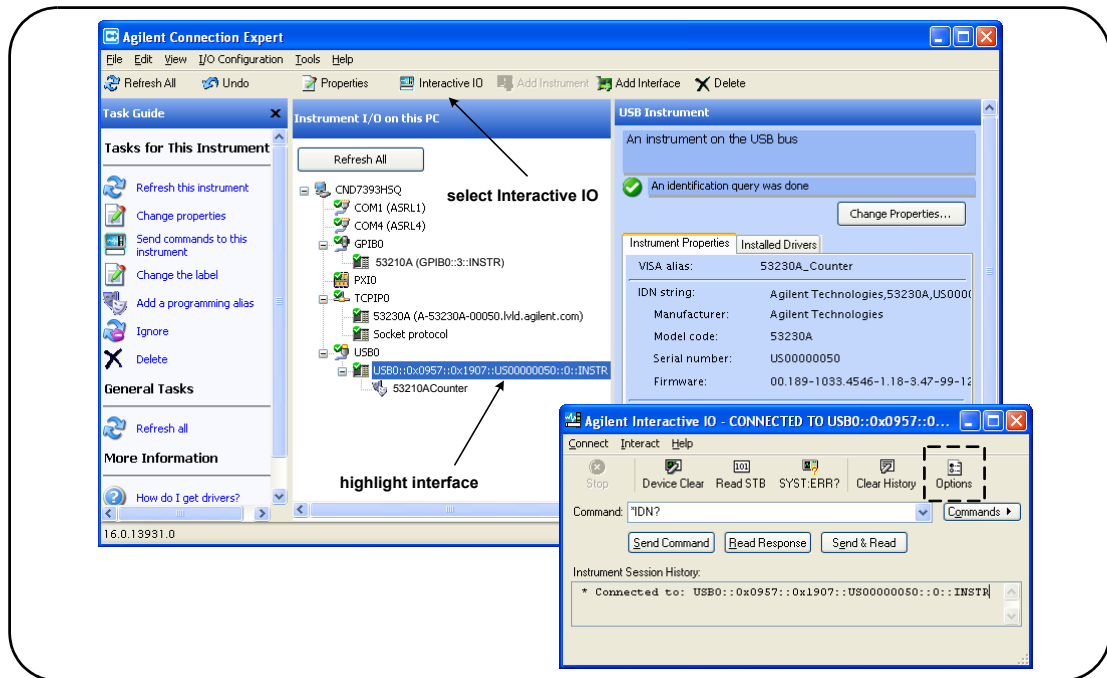 Agilent Connection Expert
File Edit View I/O Configuration Tools Help
Refresh All Undo Properties Interactive IO Add Instrument Add Interface Delete
Task Guide
Tasks for This Instrument
Refresh this instrument
Change properties
Send commands to this
instrument
Change the label
Add a programming alias
Ignore
Delete
General Tasks
Refresh all
More Information
How do I get drivers?
16.0.13931.0
Instrument I/O on this PC
Refresh All
select Interactive IO
CND7393HSQ
COM1 (ASRL1)
COM4 (ASRL4)
GPIB0
53210A (GPIB0::3::INSTR)
PXI0
TCPIP0
53230A (A-53230A-00050.lvld.agilent.com)
Socket protocol
USB0
USB0::0x0957::0x1907::US00000050::0::INSTR
53210ACounter
highlight interface
USB Instrument
An instrument on the USB bus
An identification query was done
Change Properties...
Instrument Properties Installed Drivers
VISA alias: 53230A_Counter
IDN string: Agilent Technologies,53230A,US000
Manufacturer: Agilent Technologies
Model code: 53230A
Serial number: US00000050
Firmware: 00.189-1033.4546-1.18-3.47-99-12
Agilent Interactive IO - CONNECTED TO USB0::0x0957::0...
Connect Interact Help
Stop Device Clear Read STB SYST:ERR? Clear History Options
Command: *IDN? Commands
Send Command Read Response Send & Read
Instrument Session History:
* Connected to: USB0::0x0957::0x1907::US00000050::0::INSTR